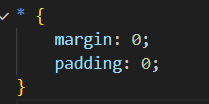 * {
margin: 0;
padding: 0;
}